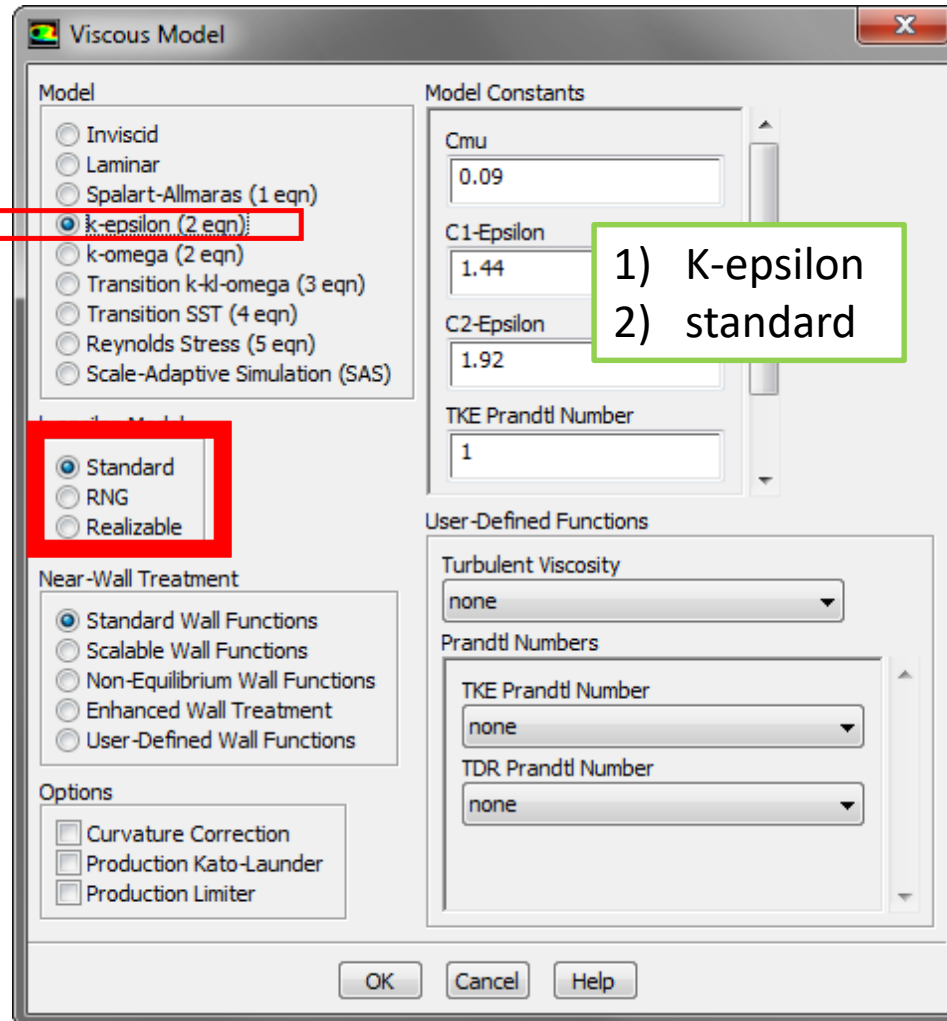 Viscous Model
Model
Inviscid
Laminar
Spalart-Allmaras (1 eqn)
k-epsilon (2 eqn)
k-omega (2 eqn)
Transition k-kl-omega (3 eqn)
Transition SST (4 eqn)
Reynolds Stress (5 eqn)
Scale-Adaptive Simulation (SAS)
Standard
RNG
Realizable
Near-Wall Treatment
Standard Wall Functions
Scalable Wall Functions
Non-Equilibrium Wall Functions
Enhanced Wall Treatment
User-Defined Wall Functions
Options
Curvature Correction
Production Kato-Launder
Production Limiter
Model Constants
Cmu
0.09
C1-Epsilon
1.44
C2-Epsilon
1.92
TKE Prandtl Number
1
1) K-epsilon
2) standard
User-Defined Functions
Turbulent Viscosity
none
Prandtl Numbers
TKE Prandtl Number
none
TDR Prandtl Number
none
OK
Cancel
Help